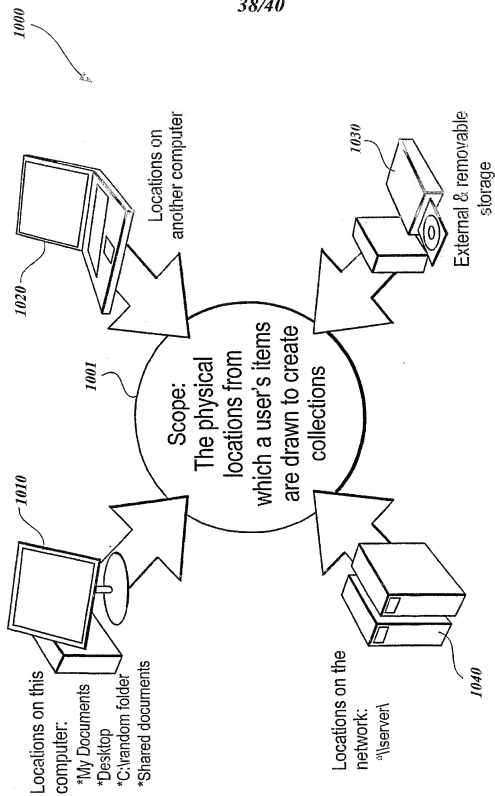 38/40
1000
1010
Locations on this
computer:
*My Documents
*Desktop
*C:\random folder
*Shared documents
1020
Locations on
another computer
1001
Scope:
The physical
locations from
which a user's items
are drawn to create
collections
Locations on the
network:
*\\server\
1040
1030
External & removable
storage